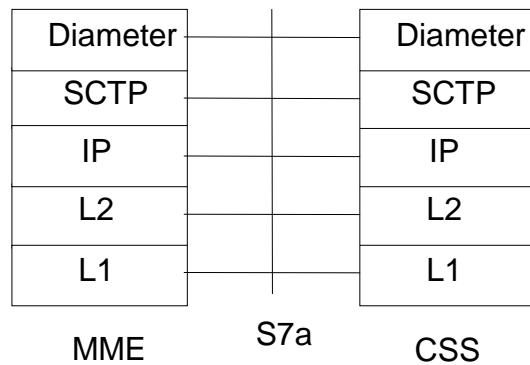 Diameter Diameter
SCTP SCTP
IP IP
L2 L2
L1 L1
MME S7a CSS